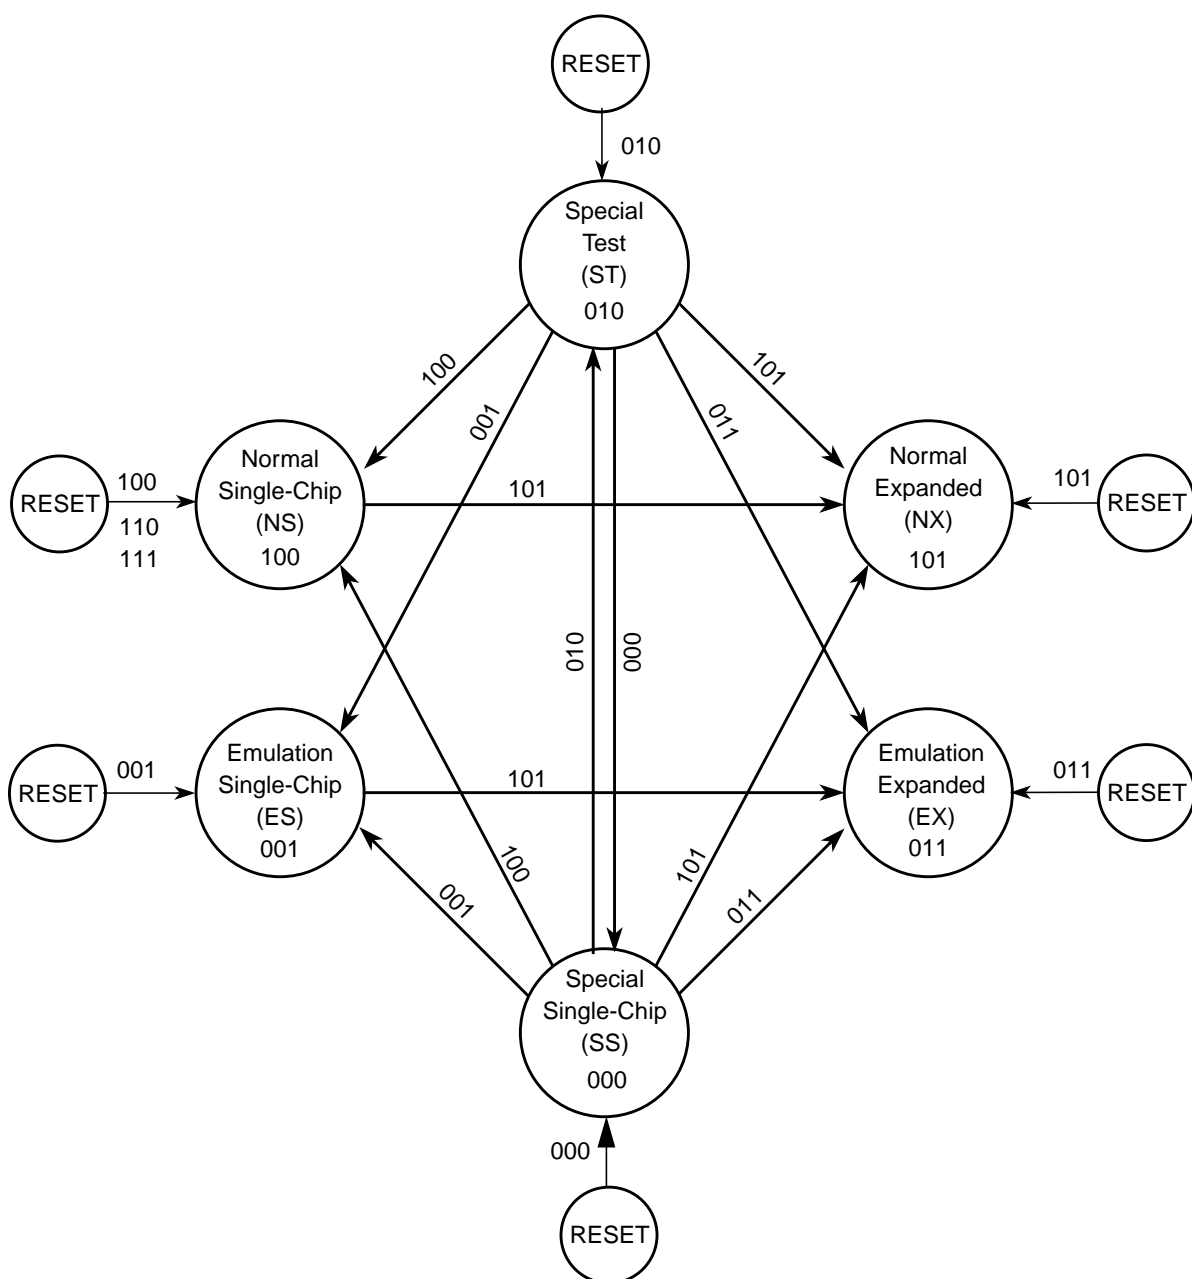 RESET
010
Special
Test
(ST)
010
100
001
101
011
RESET
100
110
111
Normal
Single-Chip
(NS)
100
101
Normal
Expanded
(NX)
101
101
RESET
010
000
RESET
001
Emulation
Single-Chip
(ES)
001
101
Emulation
Expanded
(EX)
011
011
RESET
001
100
101
011
Special
Single-Chip
(SS)
000
000
RESET